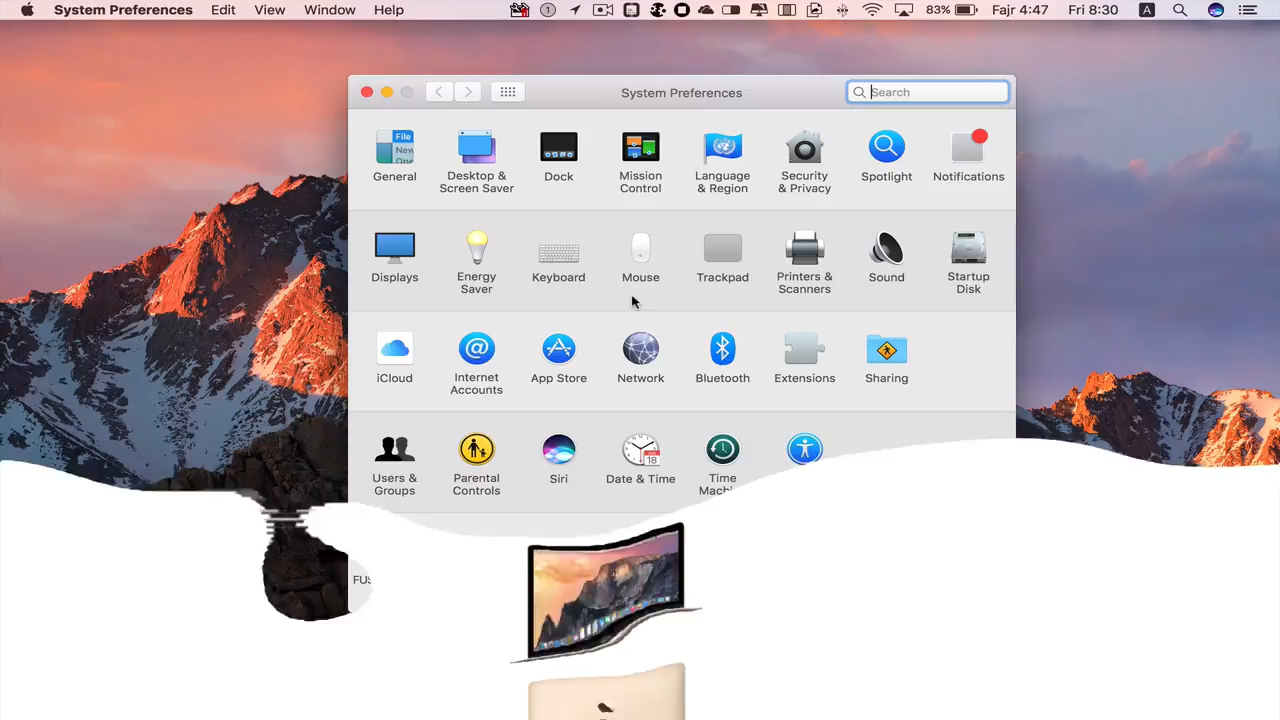 System Preferences Edit View Window Help 83% Fajr 4:47 Fri 8:30 A
System Preferences
Search
File
New
General
Desktop &
Screen Saver
Dock
Mission
Control
Language
& Region
Security
& Privacy
Spotlight
Notifications
Displays
Energy
Saver
Keyboard
Mouse
Trackpad
Printers &
Scanners
Sound
Startup
Disk
iCloud
Internet
Accounts
App Store
Network
Bluetooth
Extensions
Sharing
Users &
Groups
Parental
Controls
Siri
18
Date & Time
Time